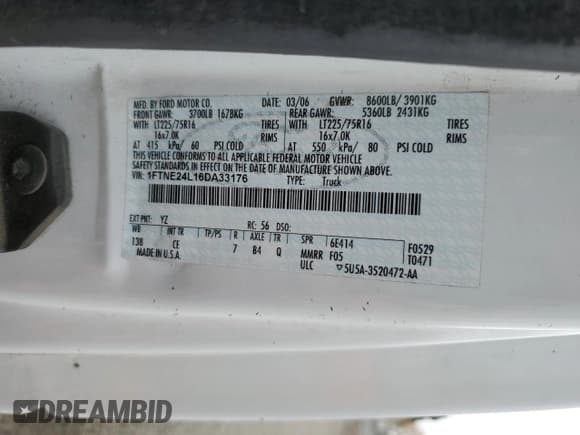 MFD. BY FORD MOTOR CO. DATE: 03/06 GVWR: 8600LB/ 3901KG
FRONT GAWR: 3700LB 1678KG REAR GAWR: 5360LB 2431KG
WITH LT225/75R16 TIRES WITH LT225/75R16 TIRES
16x7.0K RIMS 16x7.0K RIMS
AT 415 kPa/ 60 PSI COLD AT 550 kPa/ 80 PSI COLD
THIS VEHICLE CONFORMS TO ALL APPLICABLE FEDERAL MOTOR VEHICLE
SAFETY STANDARDS IN EFFECT ON THE DATE OF MANUFACTURE SHOWN ABOVE.
VIN: 1FTNE24L16DA33176 TYPE: Truck
EXT PNT: YZ RC: 56 DSO:
WB INT TR TP/PS R AXLE TR SPR 6E414 F0529
138 CE 7 B4 Q MMRR F05 T0471
MADE IN U.S.A. ULC 5U5A-3520472-AA
DREAMBID